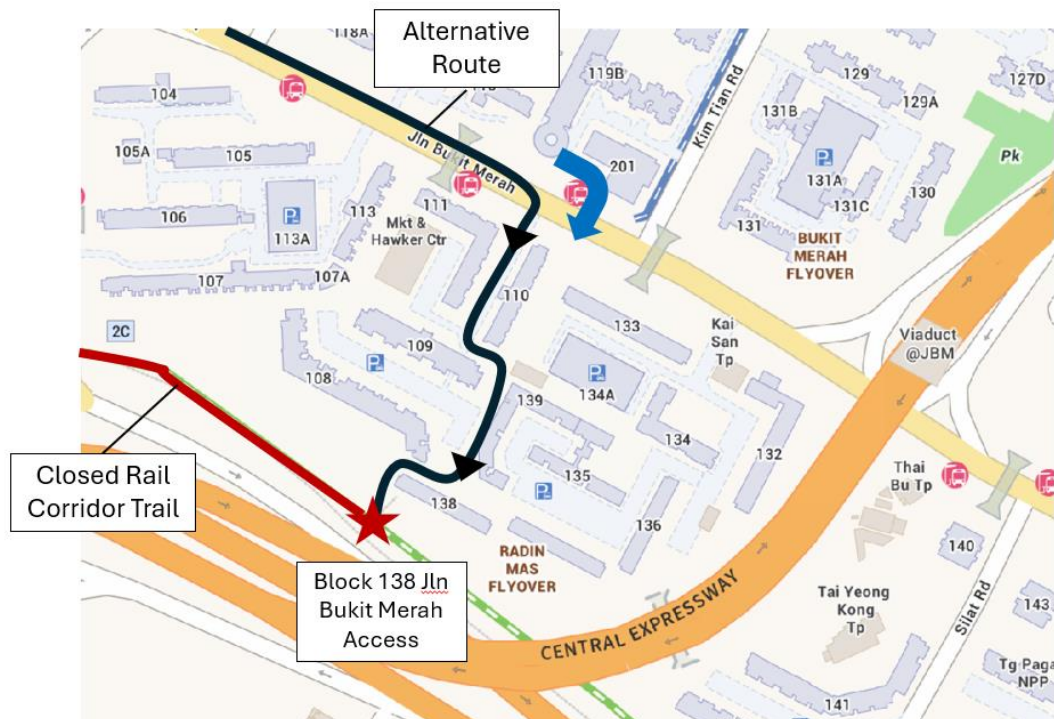 Alternative
Route
118A
119B
129
127D
104
131B
129A
Kim Tian Rd
105A
105
Jln Bukit Merah
201
P
131A
Pk
106
P
113A
113
111
Mkt &
Hawker Ctr
131C
130
131
BUKIT
MERAH
FLYOVER
107
107A
110
2C
133
Kai
San
Tp
Viaduct
@JBM
P
109
P
134A
108
139
134
132
Closed Rail
Corridor Trail
135
P
Thai
Bu Tp
138
136
140
RADIN
MAS
FLYOVER
Block 138 Jln
Bukit Merah
Access
CENTRAL EXPRESSWAY
Tai Yeong
Kong
Tp
Silat Rd
143
Tg Paga
NPP
141